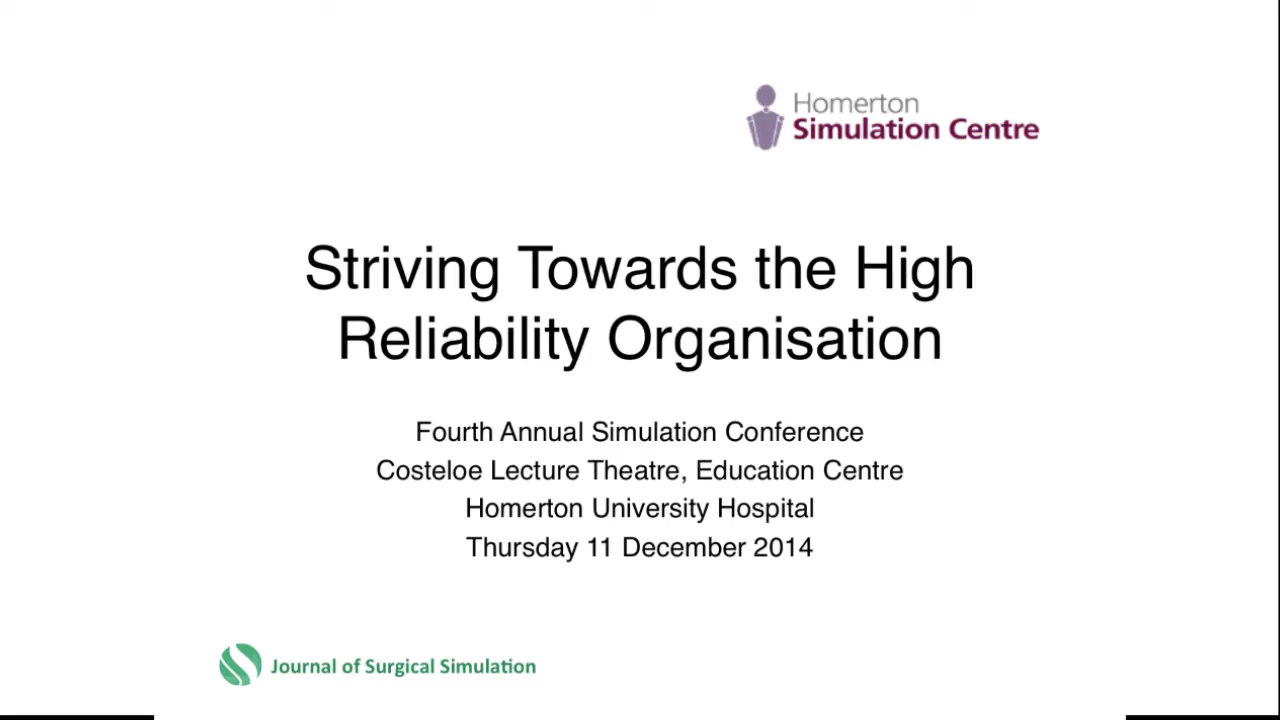 Homerton
Simulation Centre
Striving Towards the High
Reliability Organisation
Fourth Annual Simulation Conference
Costeloe Lecture Theatre, Education Centre
Homerton University Hospital
Thursday 11 December 2014
Journal of Surgical Simulation